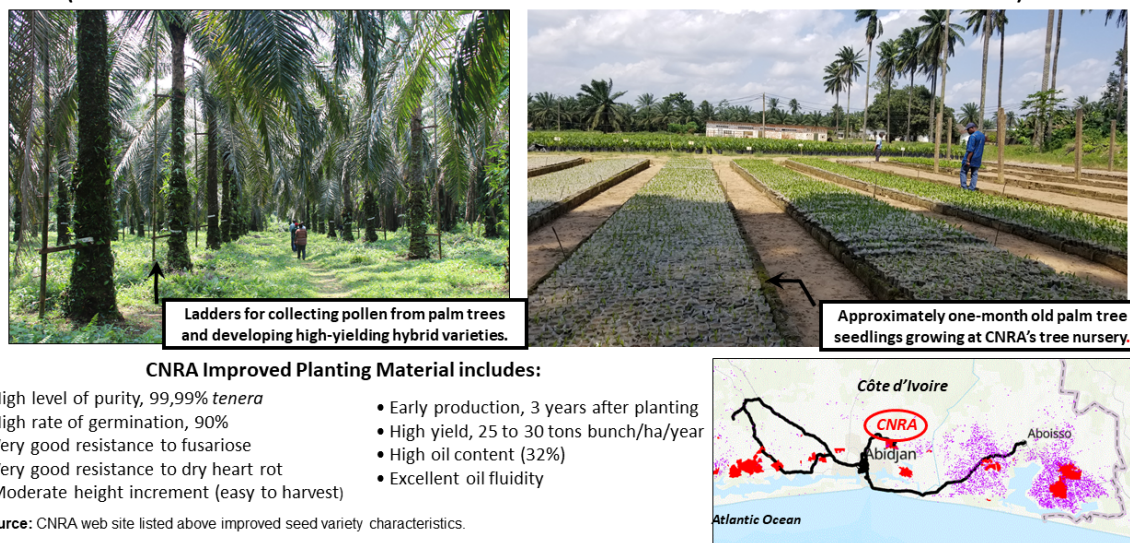 Ladders for collecting pollen from palm trees
and developing high-yielding hybrid varieties.
Approximately one-month old palm tree
seedlings growing at CNRA’s tree nursery.
CNRA Improved Planting Material includes:
igh level of purity, 99,99% tenera
igh rate of germination, 90%
ery good resistance to fusariose
ery good resistance to dry heart rot
oderate height increment (easy to harvest)
• Early production, 3 years after planting
• High yield, 25 to 30 tons bunch/ha/year
• High oil content (32%)
• Excellent oil fluidity
urce: CNRA web site listed above improved seed variety characteristics.
Côte d’Ivoire
CNRA
Abidjan
Aboisso
Atlantic Ocean